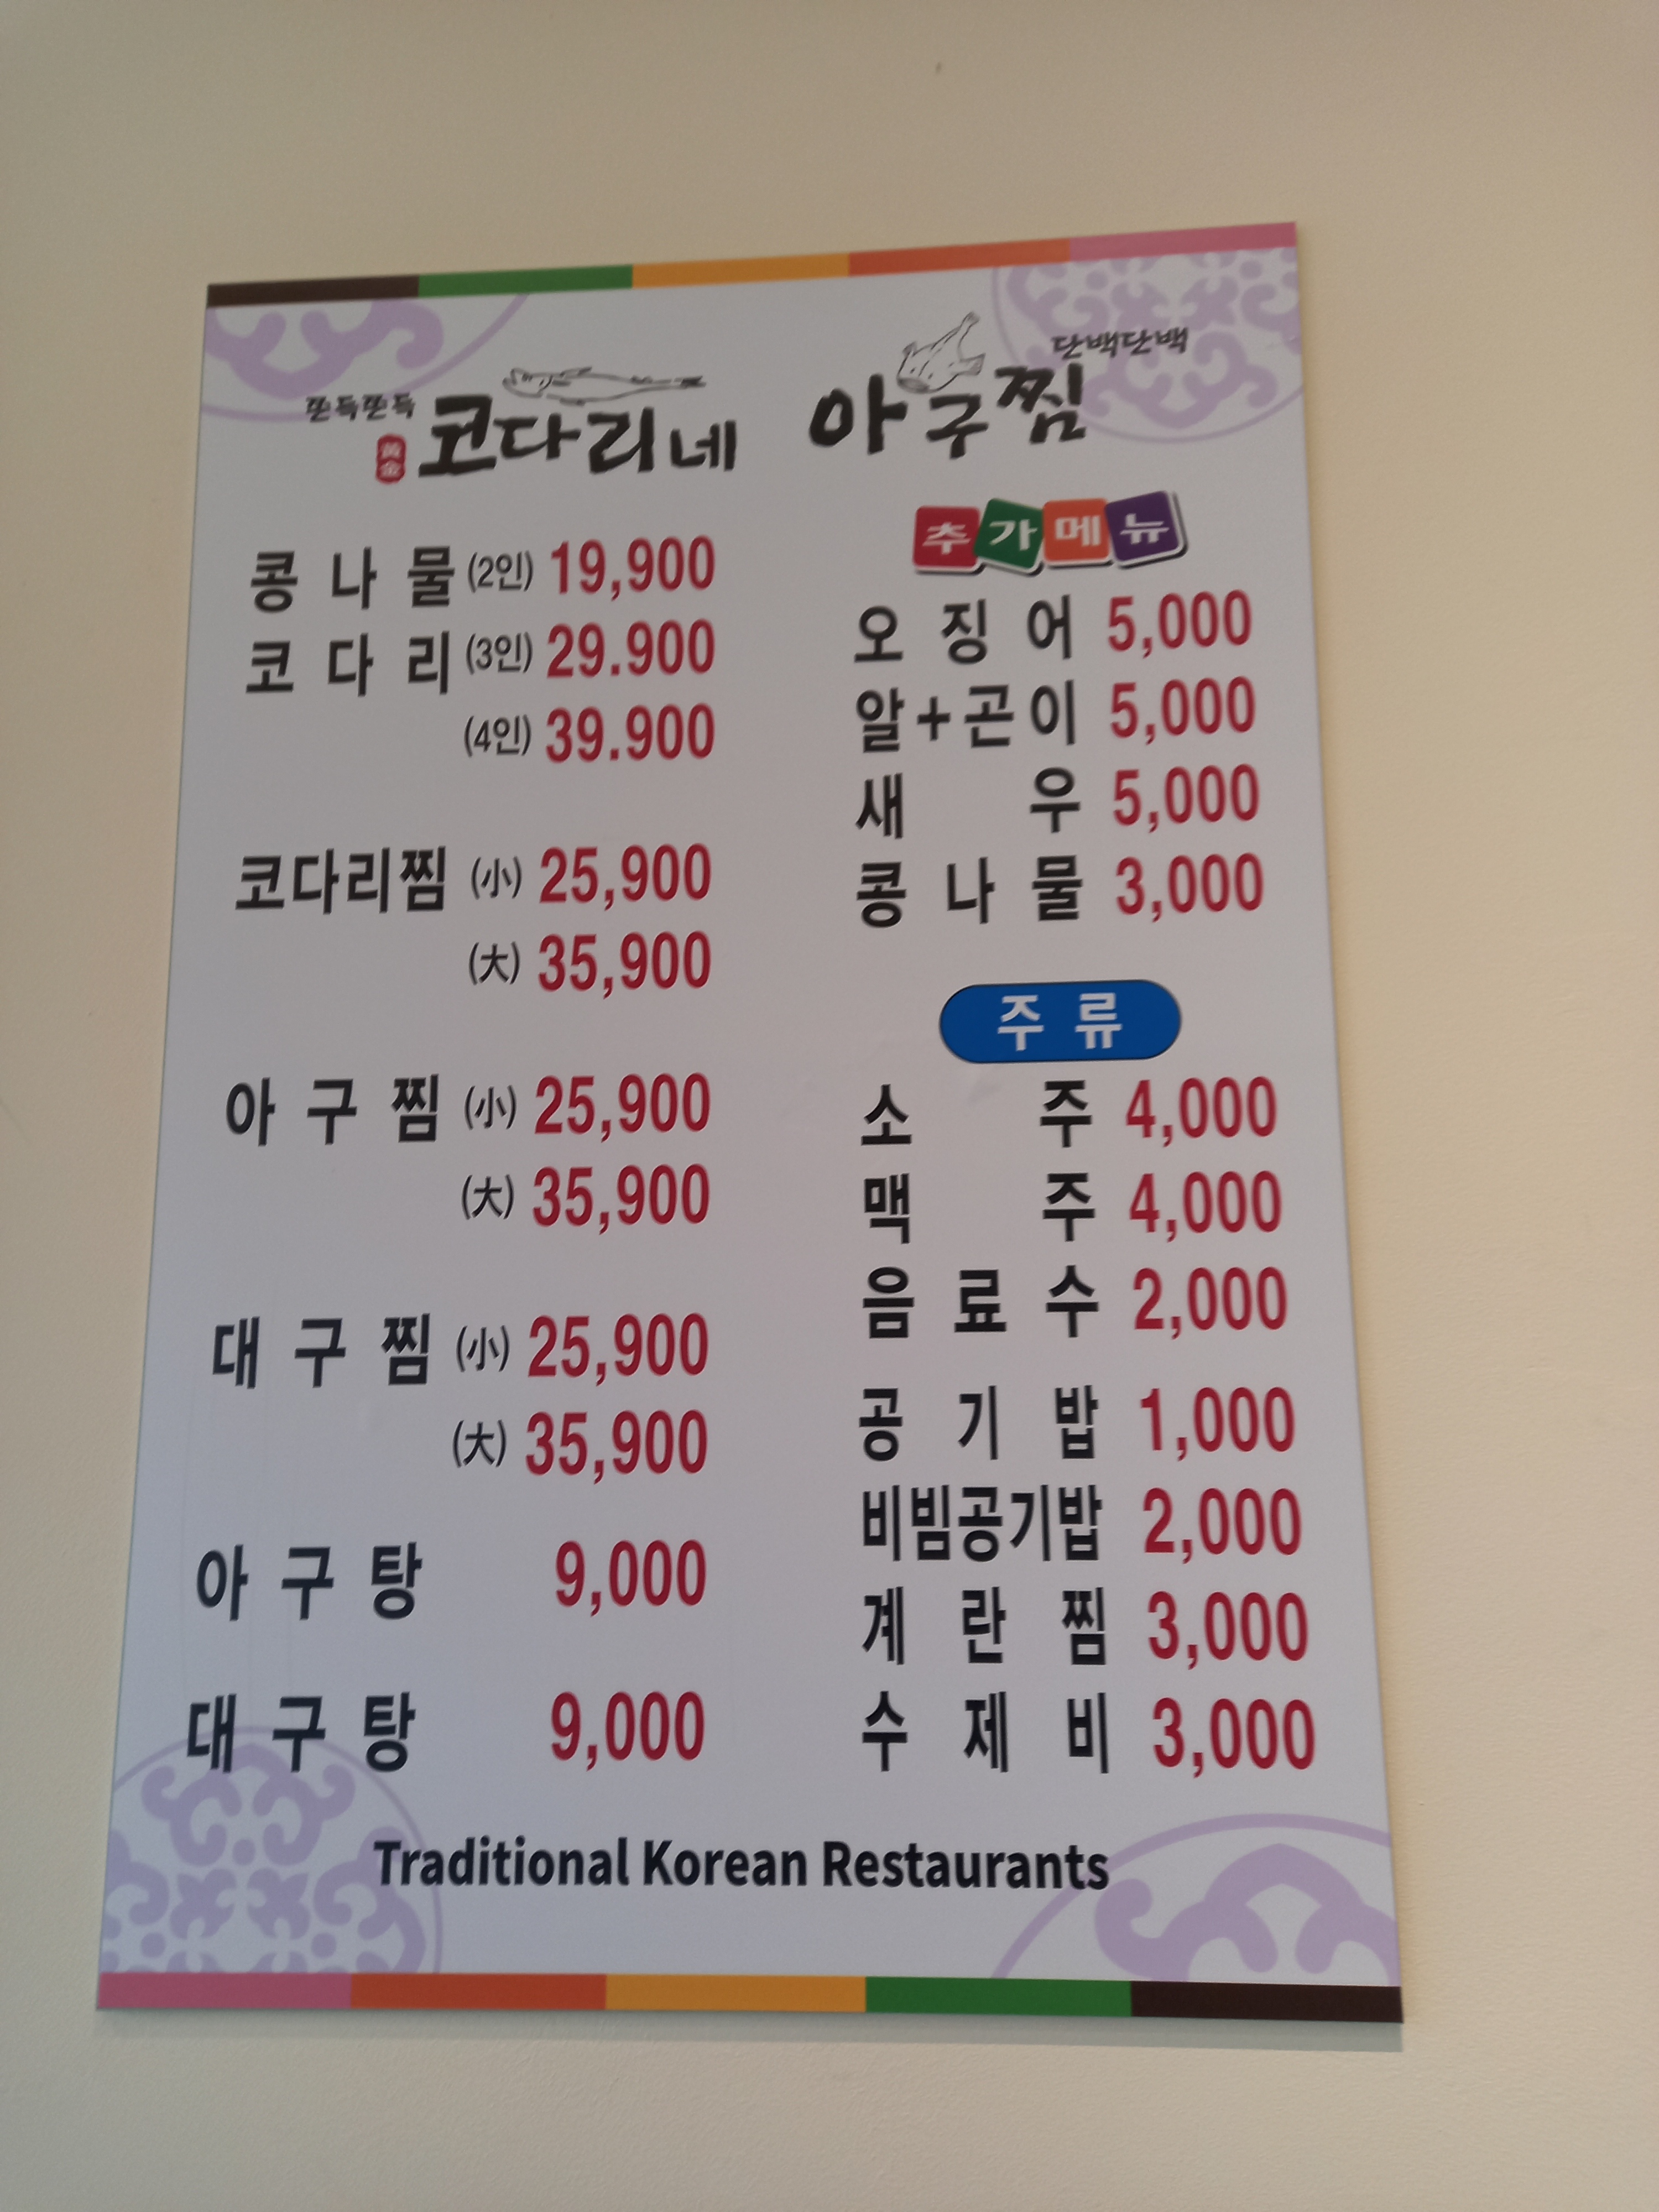 쫀득쫀득
黃金
코다리네
단백단백
아구찜
콩나물 (2인) 19,900
코다리 (3인) 29.900
(4인) 39.900
코다리찜 (小) 25,900
(大) 35,900
아구찜 (小) 25,900
(大) 35,900
대구찜 (小) 25,900
(大) 35,900
아구탕 9,000
대구탕 9,000
추가메뉴
오징어 5,000
알+곤이 5,000
새우 5,000
콩나물 3,000
주류
소주 4,000
맥주 4,000
음료수 2,000
공기밥 1,000
비빔공기밥 2,000
계란찜 3,000
수제비 3,000
Traditional Korean Restaurants